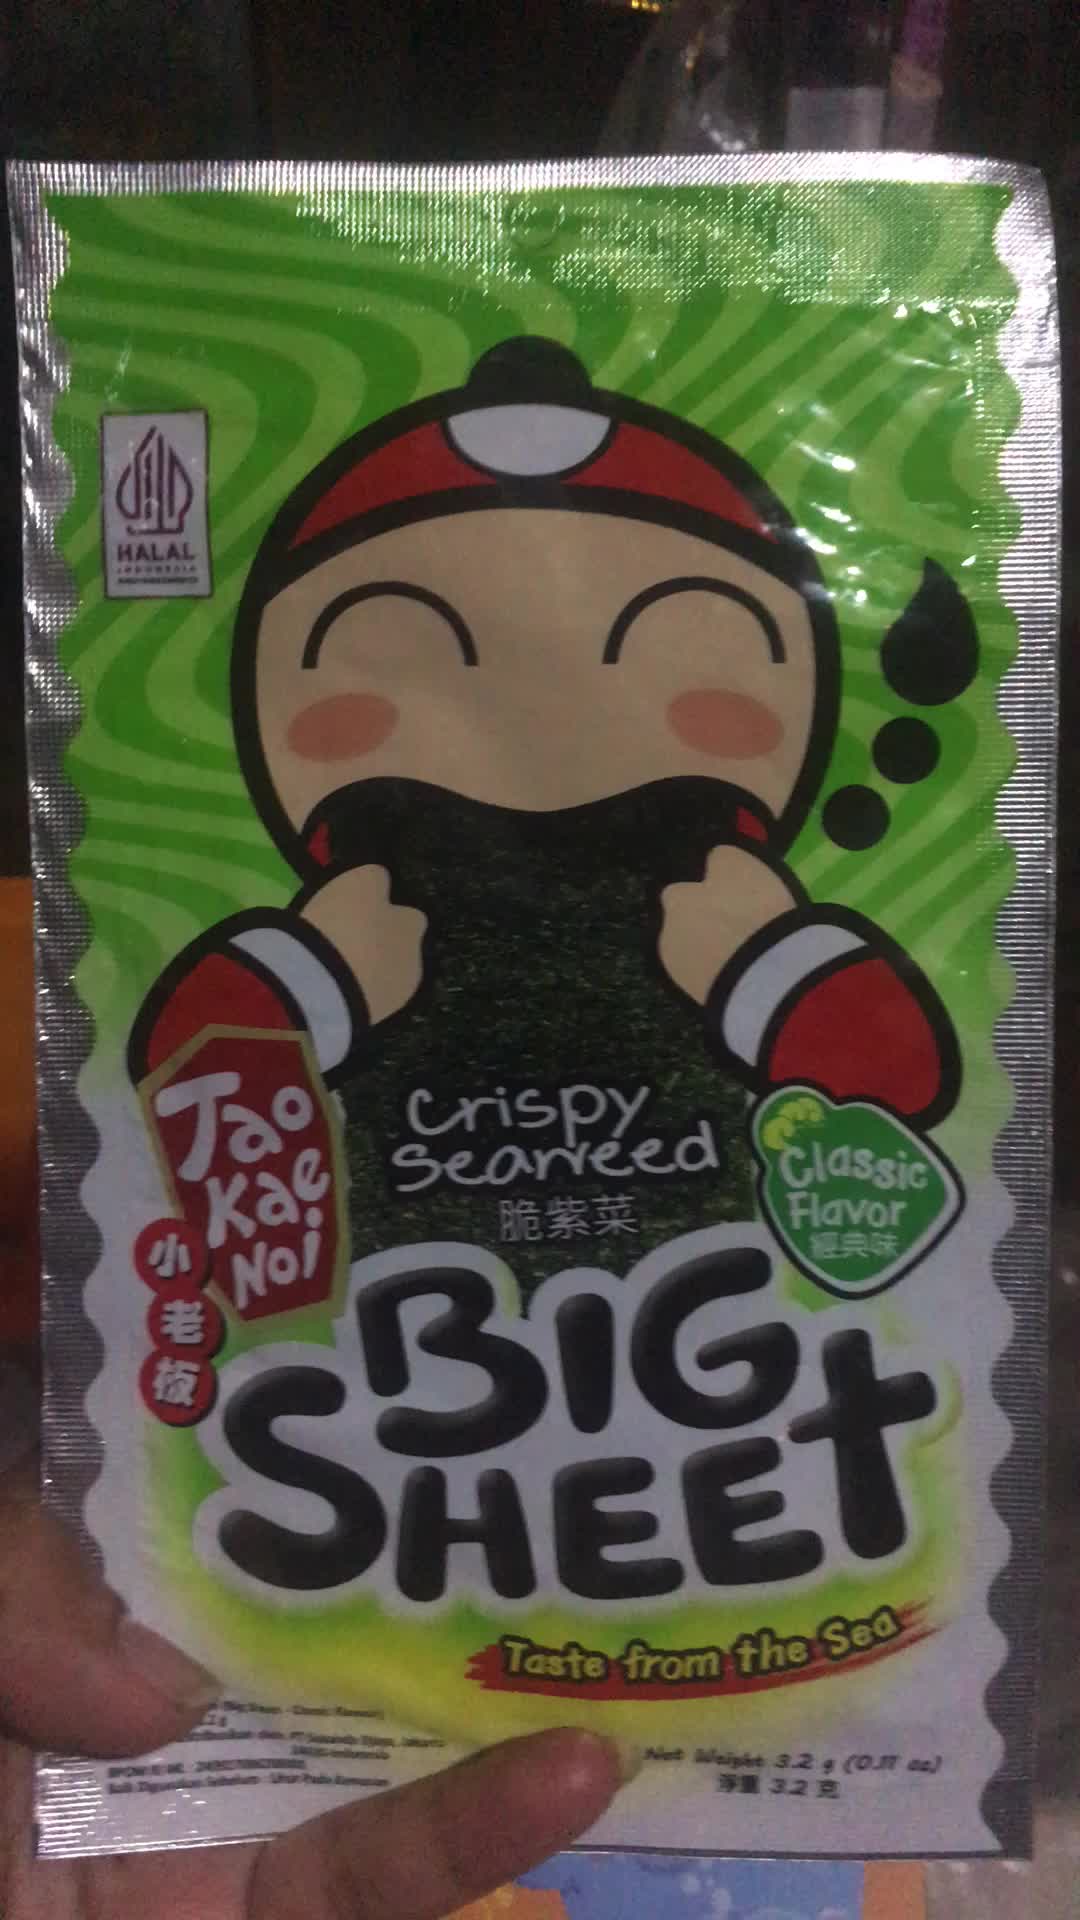 HALAL
INDONESIA
Crispy
Seaweed
脆紫菜
Tao
Kae
Noi
小
老
板
Classic
Flavor
經典味
BIG
SHEET
Taste from the Sea
Net Weight 3.2 g (0.11 oz)
淨重 3.2 克